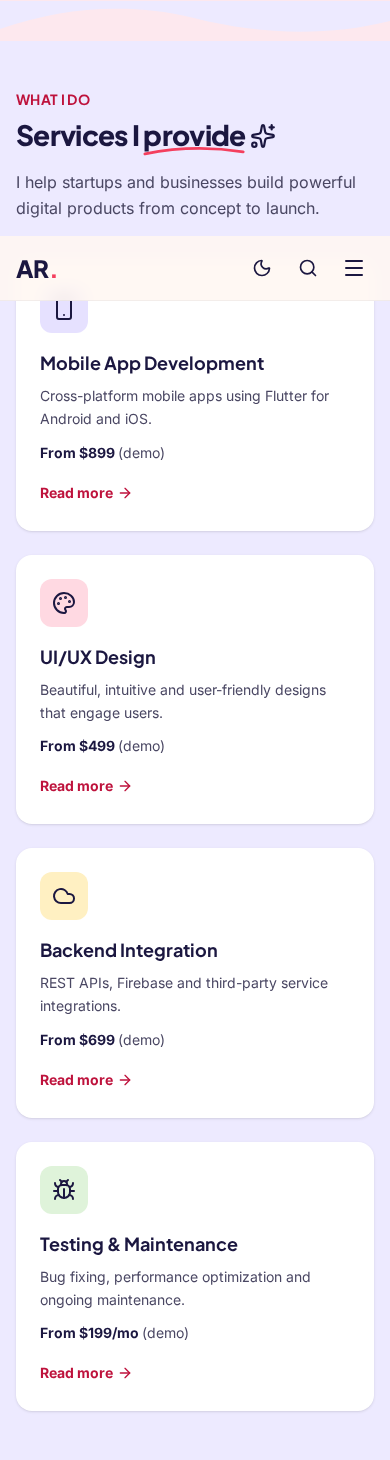 WHAT I DO
Services I provide
I help startups and businesses build powerful
digital products from concept to launch.
AR.
Mobile App Development
Cross-platform mobile apps using Flutter for
Android and iOS.
From $899 (demo)
Read more →
UI/UX Design
Beautiful, intuitive and user-friendly designs
that engage users.
From $499 (demo)
Read more →
Backend Integration
REST APIs, Firebase and third-party service
integrations.
From $699 (demo)
Read more →
Testing & Maintenance
Bug fixing, performance optimization and
ongoing maintenance.
From $199/mo (demo)
Read more →